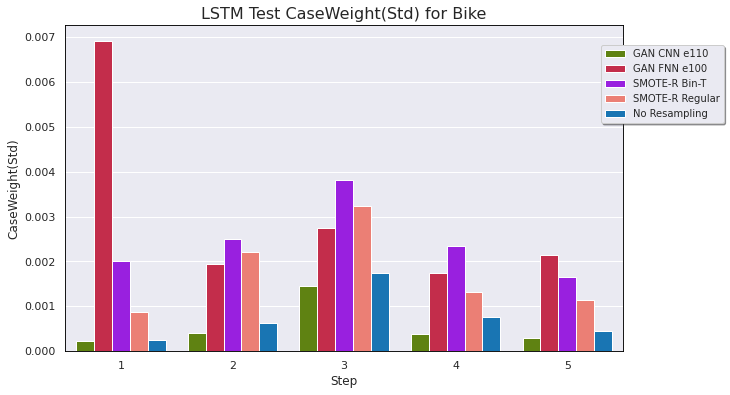 LSTM Test CaseWeight(Std) for Bike
GAN CNN e110
GAN FNN e100
SMOTE-R Bin-T
SMOTE-R Regular
No Resampling
CaseWeight(Std)
0.007
0.006
0.005
0.004
0.003
0.002
0.001
0.000
1 2 3 4 5
Step